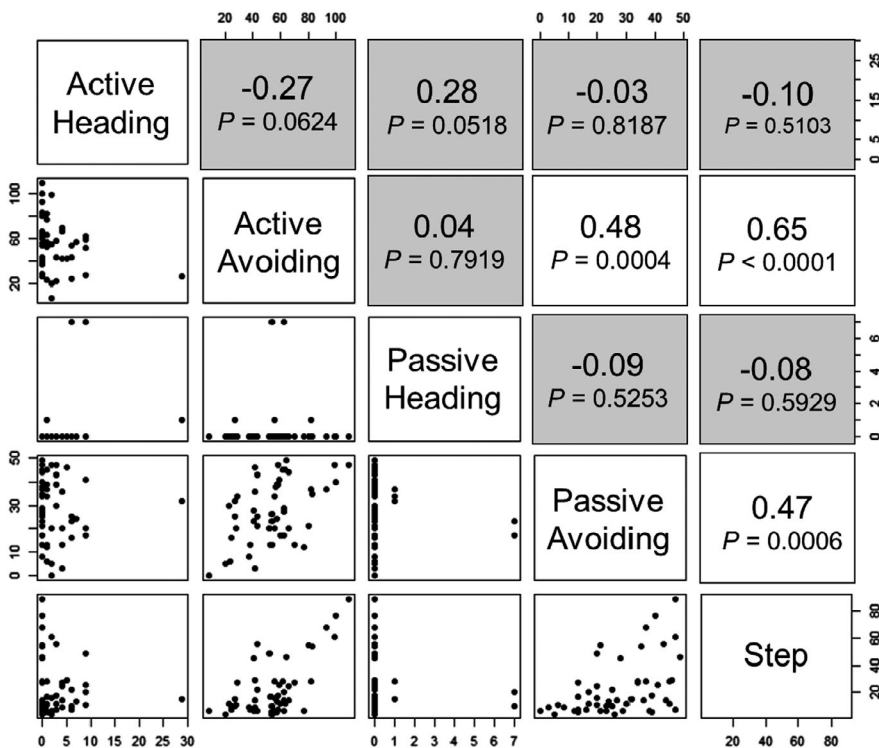 20 40 60 80 100
0 10 20 30 40 50
Active
Heading
-0.27
P = 0.0624
0.28
P = 0.0518
-0.03
P = 0.8187
-0.10
P = 0.5103
0 5 15 25
20 60 100
Active
Avoiding
0.04
P = 0.7919
0.48
P = 0.0004
0.65
P < 0.0001
Passive
Heading
-0.09
P = 0.5253
-0.08
P = 0.5929
0 2 4 6
0 10 30 50
Passive
Avoiding
0.47
P = 0.0006
Step
20 40 60 80
0 5 10 15 20 25 30
0 1 2 3 4 5 6 7
20 40 60 80